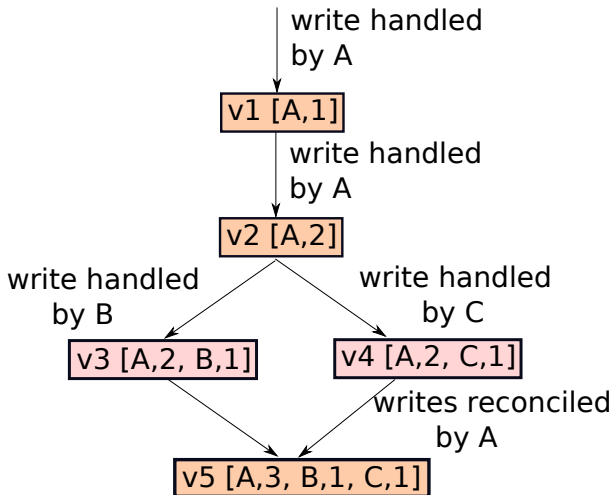 write handled
by A
v1 [A,1]
write handled
by A
v2 [A,2]
write handled
by B
write handled
by C
v3 [A,2, B,1]
v4 [A,2, C,1]
writes reconciled
by A
v5 [A,3, B,1, C,1]